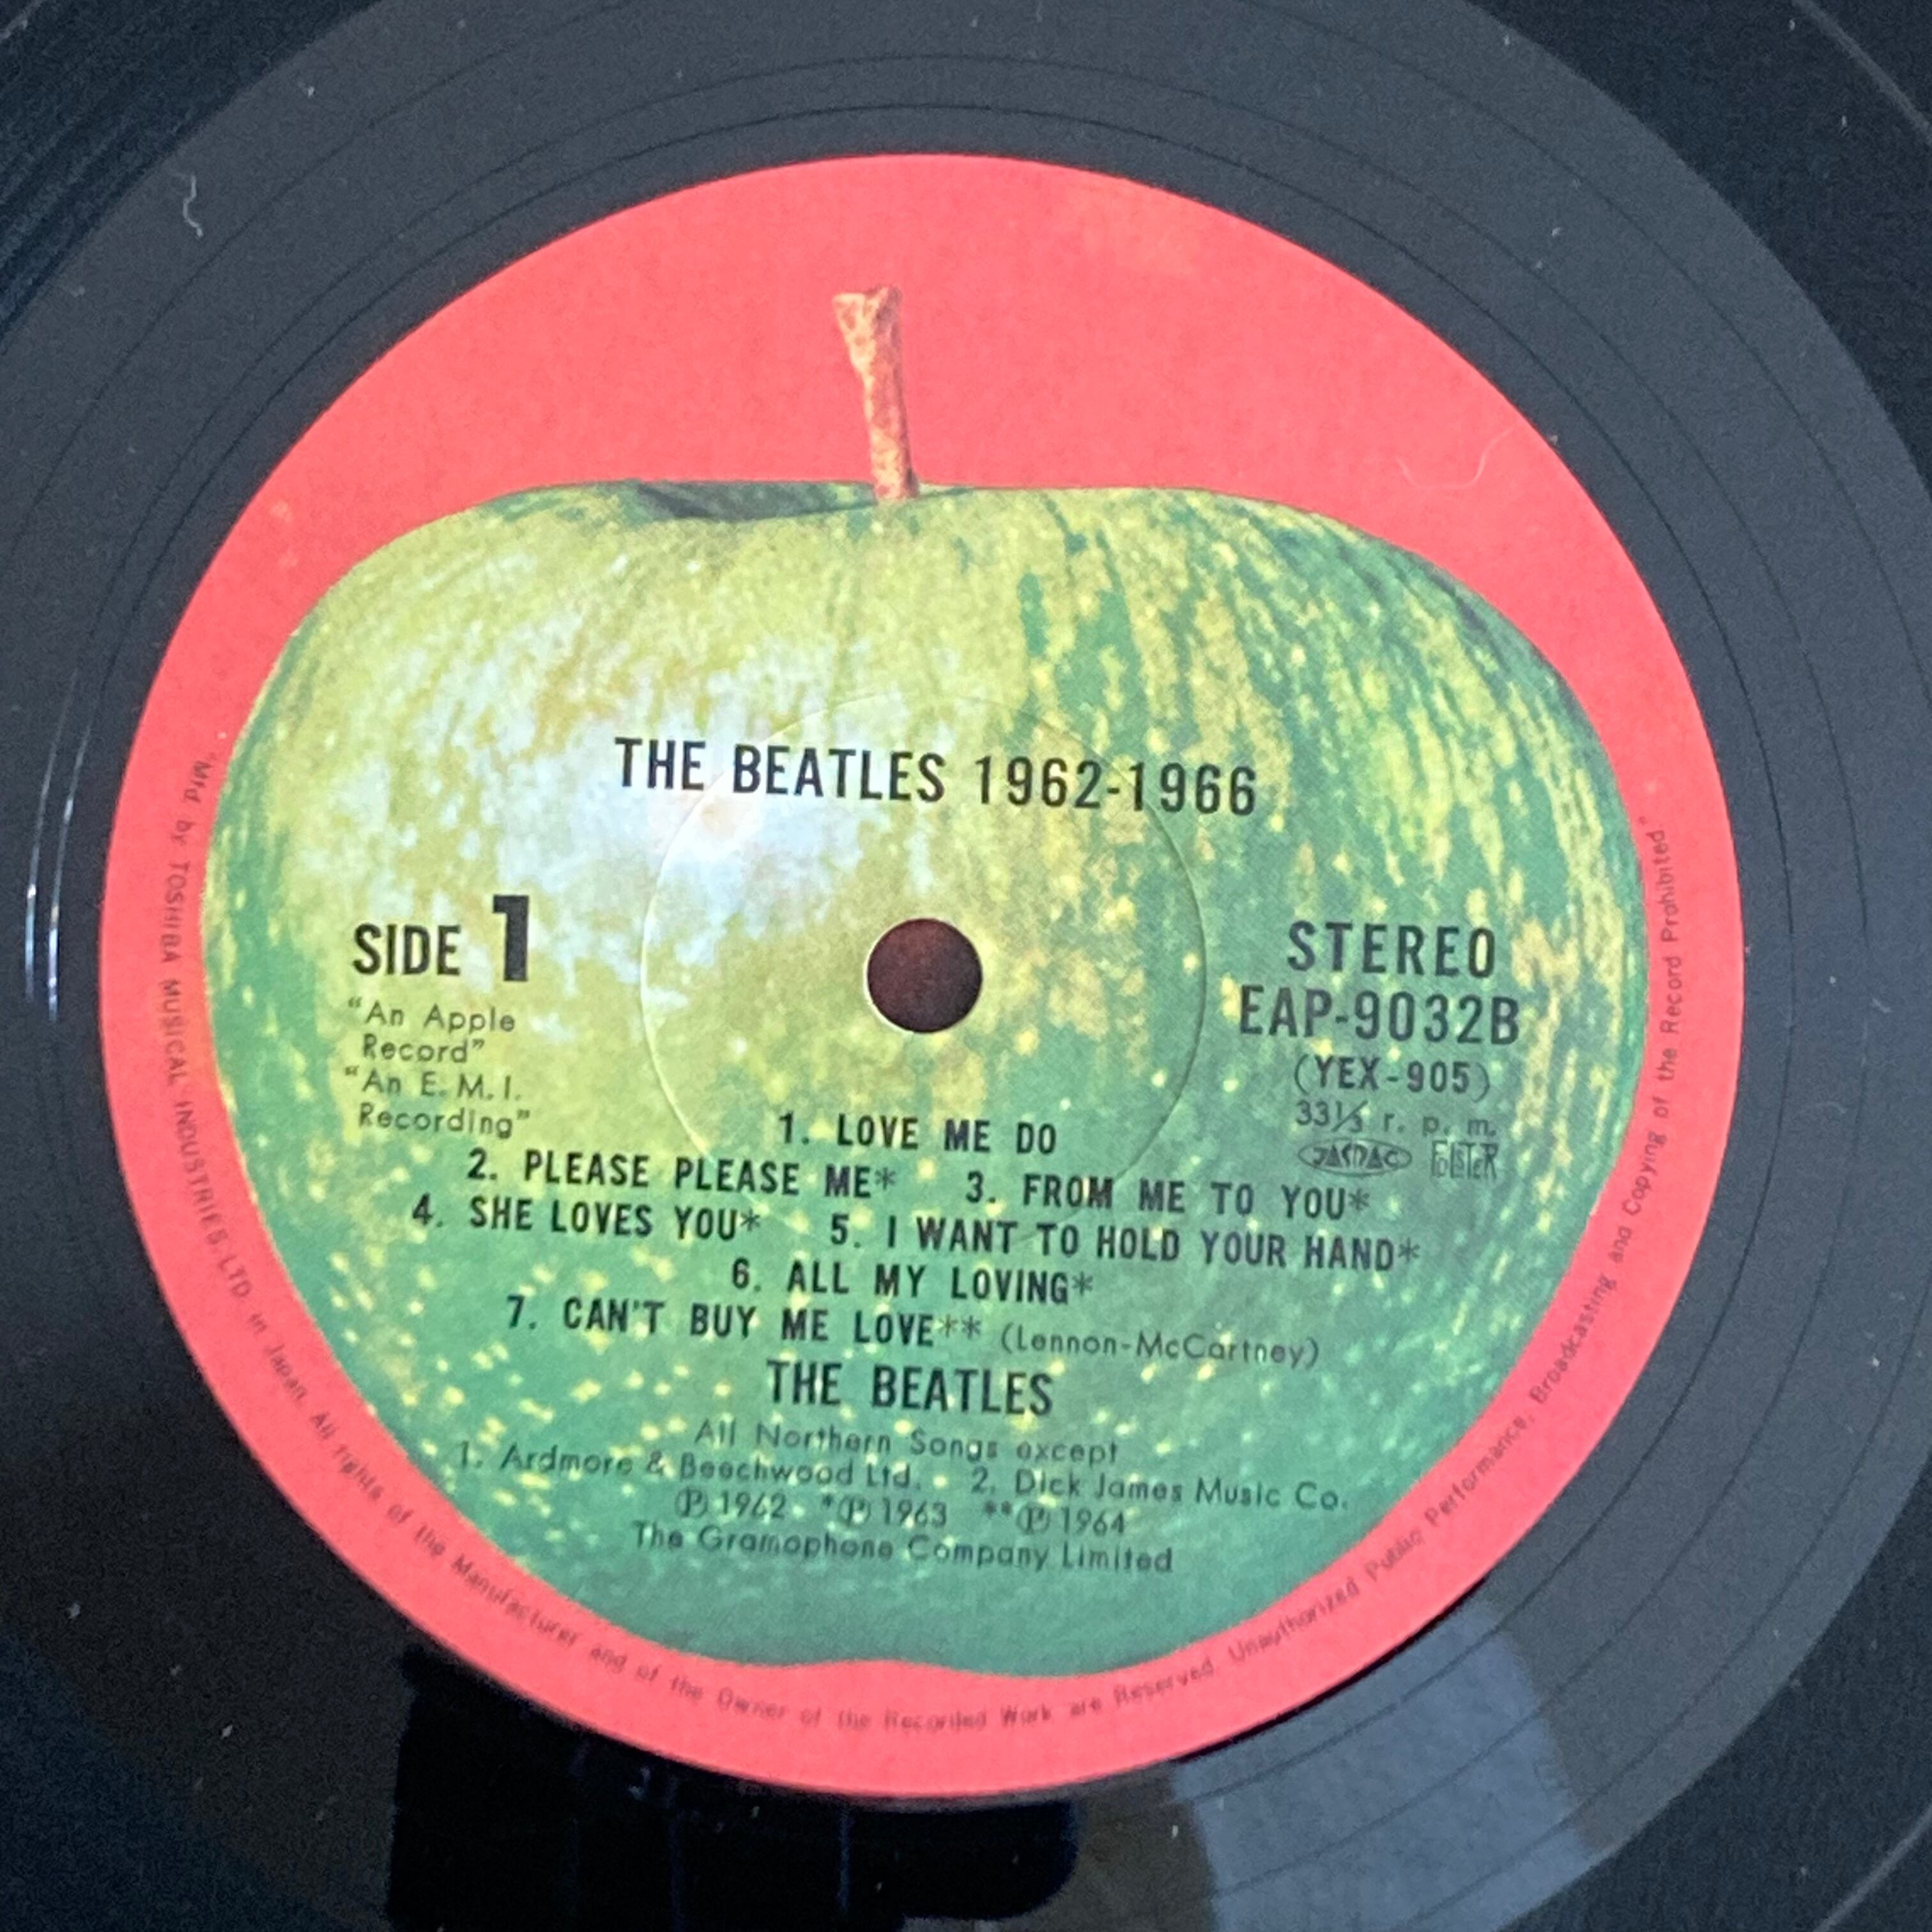 THE BEATLES 1962-1966
SIDE 1
"An Apple
Record"
"An E.M.I.
Recording"
STEREO
EAP-9032B
(YEX-905)
33⅓ r. p. m.
JASRAC
1. LOVE ME DO
2. PLEASE PLEASE ME* 3. FROM ME TO YOU*
4. SHE LOVES YOU* 5. I WANT TO HOLD YOUR HAND*
6. ALL MY LOVING*
7. CAN'T BUY ME LOVE** (Lennon-McCartney)
THE BEATLES
All Northern Songs except
1. Ardmore & Beechwood Ltd. 2. Dick James Music Co.
Ⓟ 1962 *Ⓟ 1963 **Ⓟ 1964
The Gramophone Company Limited
"Mfd. by TOSHIBA MUSICAL INDUSTRIES, LTD. in Japan. All rights of the Manufacturer and of the Owner of the Recorded Work are Reserved. Unauthorized Public Performance, Broadcasting and Copying of the Record Prohibited."